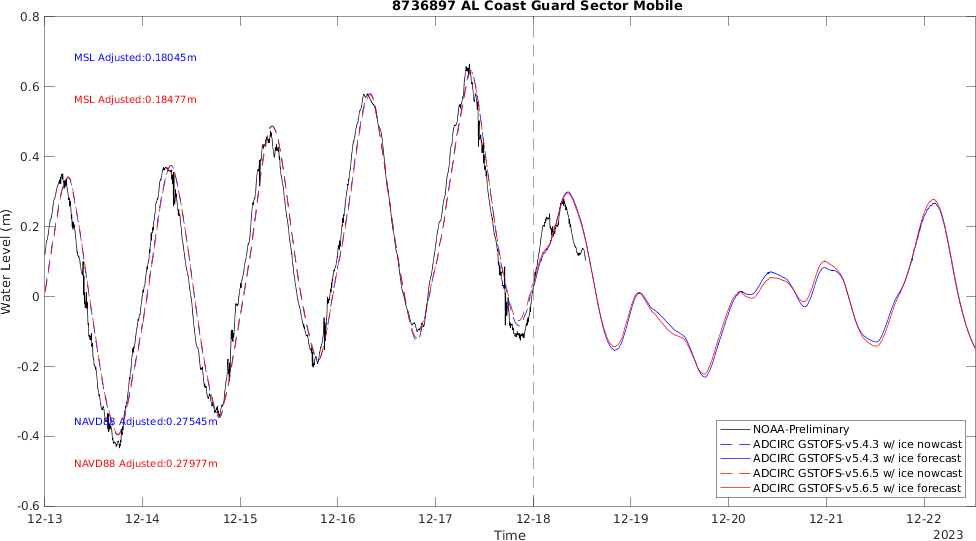 8736897 AL Coast Guard Sector Mobile
0.8
MSL Adjusted:0.18045m
0.6
MSL Adjusted:0.18477m
0.4
0.2
Water Level (m)
0
-0.2
NAVD88 Adjusted:0.27545m
-0.4
NAVD88 Adjusted:0.27977m
-0.6
NOAA-Preliminary
ADCIRC GSTOFS-v5.4.3 w/ ice nowcast
ADCIRC GSTOFS-v5.4.3 w/ ice forecast
ADCIRC GSTOFS-v5.6.5 w/ ice nowcast
ADCIRC GSTOFS-v5.6.5 w/ ice forecast
12-13 12-14 12-15 12-16 12-17 12-18 12-19 12-20 12-21 12-22
Time
2023